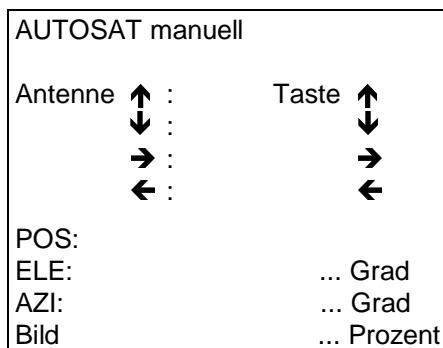 AUTOSAT manuell
Antenne ↑ : Taste ↑
↓ : ↓
→ : →
← : ←
POS:
ELE: ... Grad
AZI: ... Grad
Bild ... Prozent